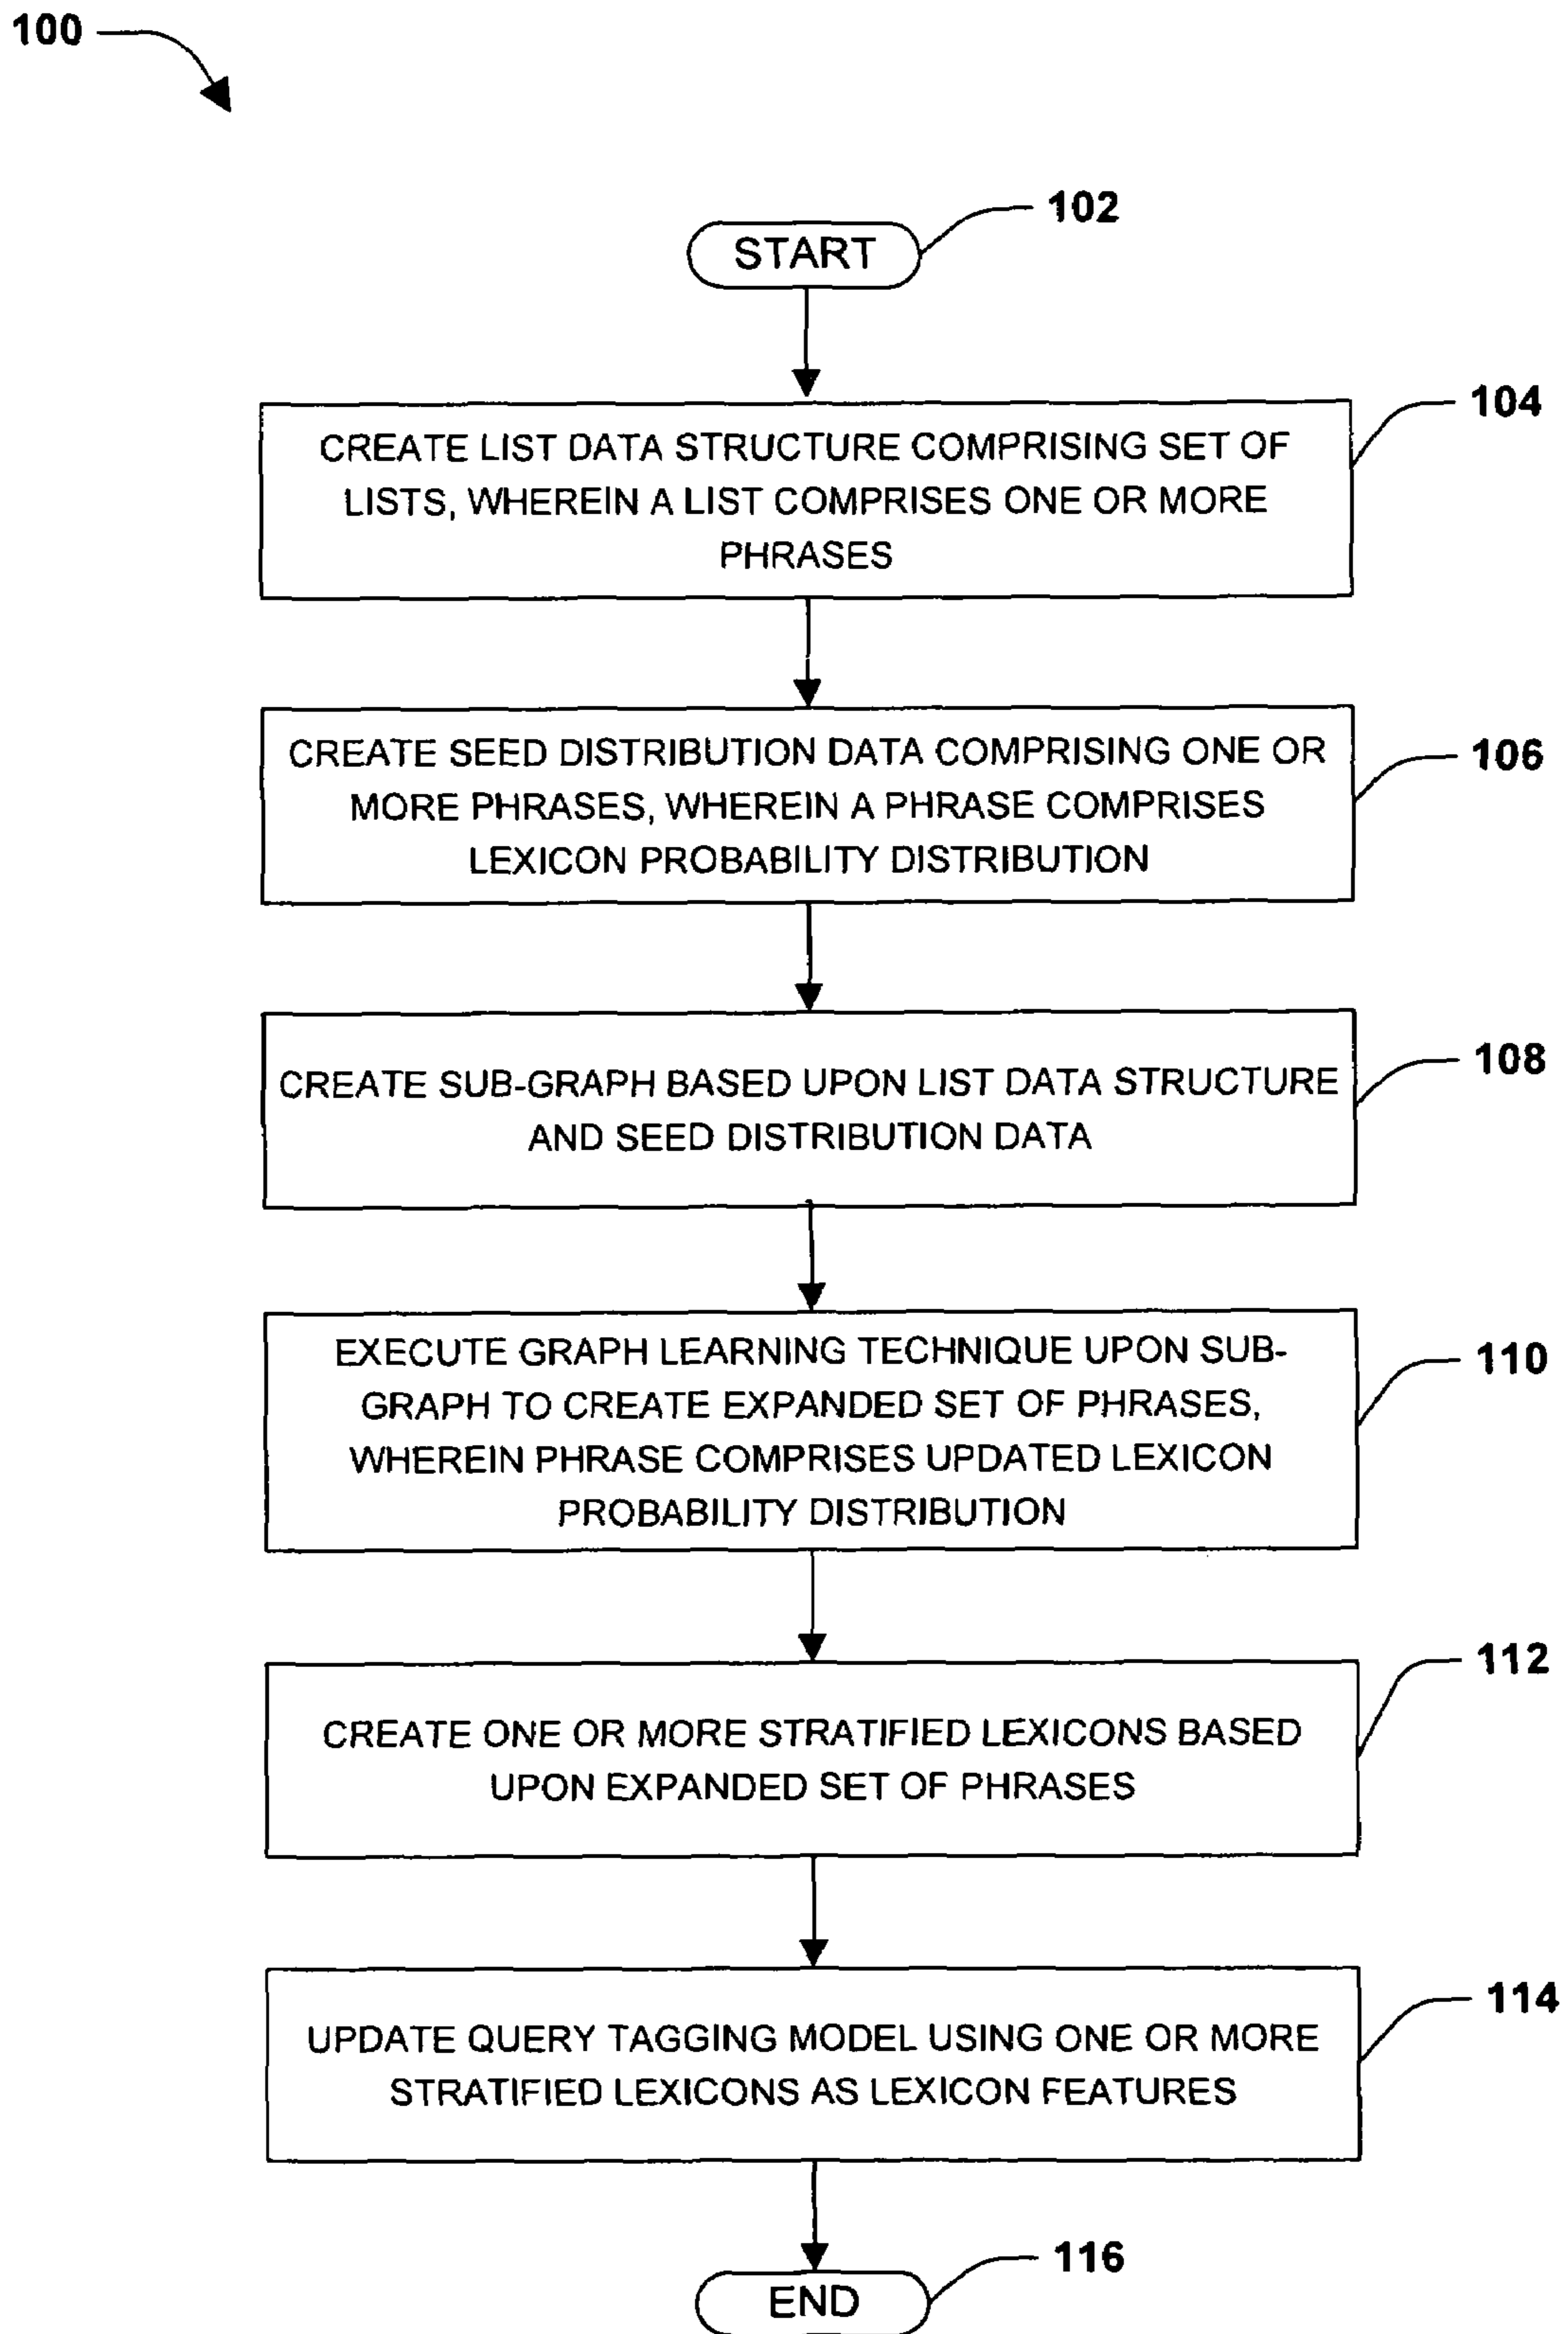 100
102
START
104
CREATE LIST DATA STRUCTURE COMPRISING SET OF
LISTS, WHEREIN A LIST COMPRISES ONE OR MORE
PHRASES
106
CREATE SEED DISTRIBUTION DATA COMPRISING ONE OR
MORE PHRASES, WHEREIN A PHRASE COMPRISES
LEXICON PROBABILITY DISTRIBUTION
108
CREATE SUB-GRAPH BASED UPON LIST DATA STRUCTURE
AND SEED DISTRIBUTION DATA
110
EXECUTE GRAPH LEARNING TECHNIQUE UPON SUB-
GRAPH TO CREATE EXPANDED SET OF PHRASES,
WHEREIN PHRASE COMPRISES UPDATED LEXICON
PROBABILITY DISTRIBUTION
112
CREATE ONE OR MORE STRATIFIED LEXICONS BASED
UPON EXPANDED SET OF PHRASES
114
UPDATE QUERY TAGGING MODEL USING ONE OR MORE
STRATIFIED LEXICONS AS LEXICON FEATURES
116
END